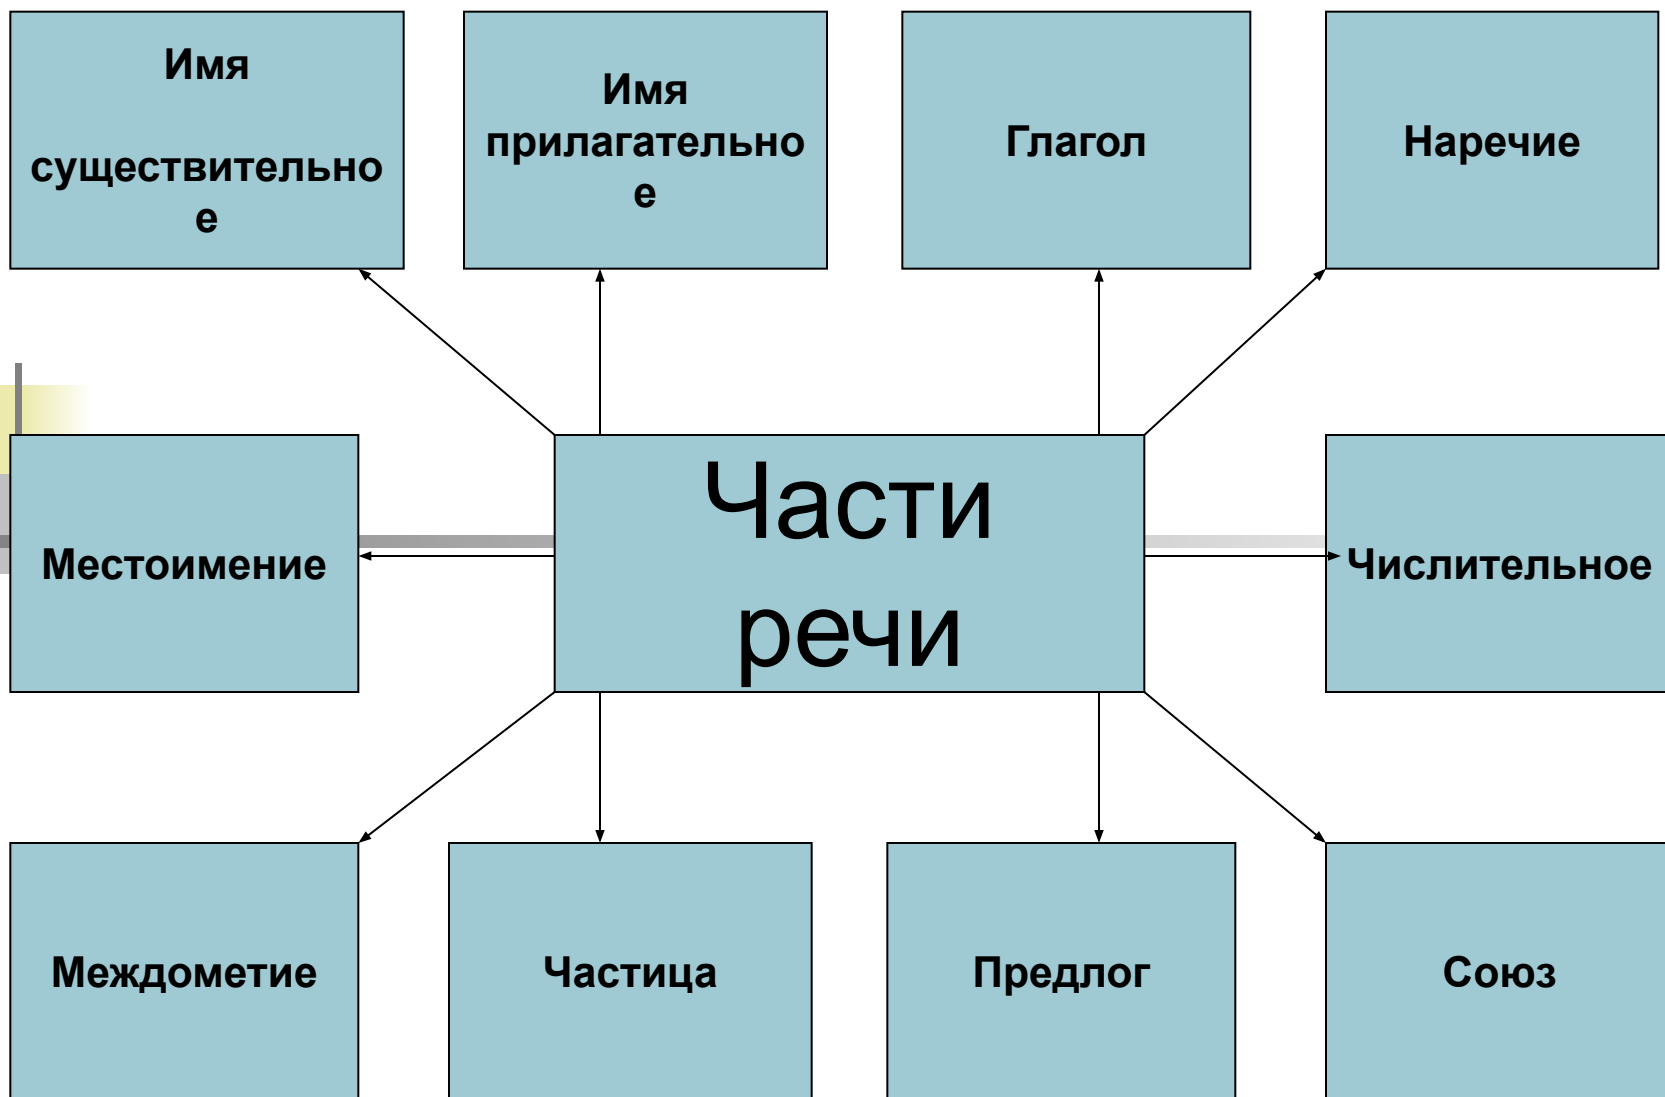 Имя
существительно
е
Имя
прилагательно
е
Глагол
Наречие
Местоимение
Части
речи
Числительное
Междометие
Частица
Предлог
Союз